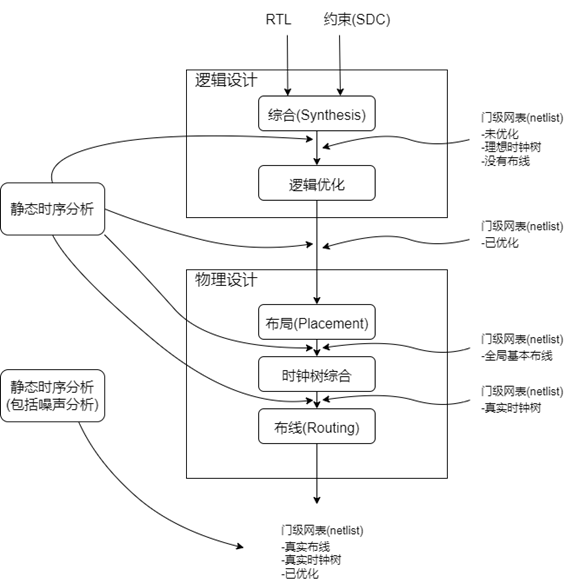 RTL
约束(SDC)
逻辑设计
综合(Synthesis)
门级网表(netlist)
-未优化
-理想时钟树
-没有布线
逻辑优化
静态时序分析
门级网表(netlist)
-已优化
物理设计
布局(Placement)
门级网表(netlist)
-全局基本布线
时钟树综合
静态时序分析
(包括噪声分析)
门级网表(netlist)
-真实时钟树
布线(Routing)
门级网表(netlist)
-真实布线
-真实时钟树
-已优化